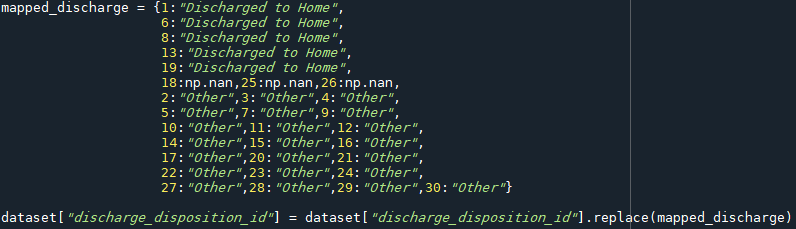 mapped_discharge = {1:"Discharged to Home",
6:"Discharged to Home",
8:"Discharged to Home",
13:"Discharged to Home",
19:"Discharged to Home",
18:np.nan,25:np.nan,26:np.nan,
2:"Other",3:"Other",4:"Other",
5:"Other",7:"Other",9:"Other",
10:"Other",11:"Other",12:"Other",
14:"Other",15:"Other",16:"Other",
17:"Other",20:"Other",21:"Other",
22:"Other",23:"Other",24:"Other",
27:"Other",28:"Other",29:"Other",30:"Other"}
dataset["discharge_disposition_id"] = dataset["discharge_disposition_id"].replace(mapped_discharge)